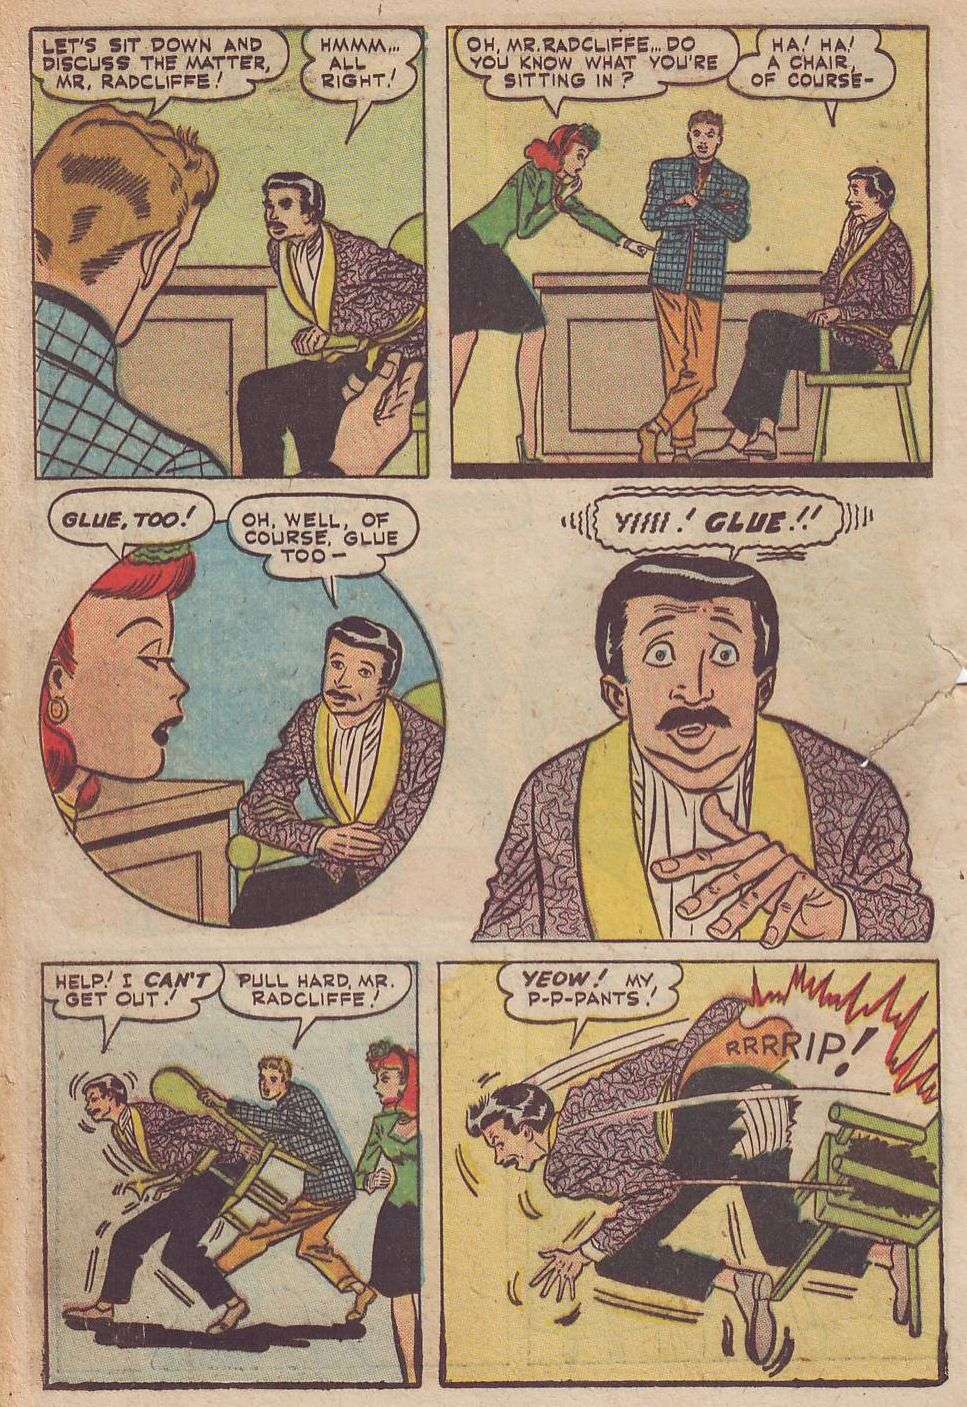 LET'S SIT DOWN AND
DISCUSS THE MATTER,
MR. RADCLIFFE!
HMMM...
ALL
RIGHT!
OH, MR. RADCLIFFE... DO
YOU KNOW WHAT YOU'RE
SITTING IN?
HA! HA!
A CHAIR,
OF COURSE-
GLUE, TOO!
OH, WELL, OF
COURSE, GLUE
TOO-
YIIII! GLUE!!
HELP! I CAN'T
GET OUT!
PULL HARD, MR.
RADCLIFFE!
YEOW! MY
P-P-PANTS!
RRRRIP!